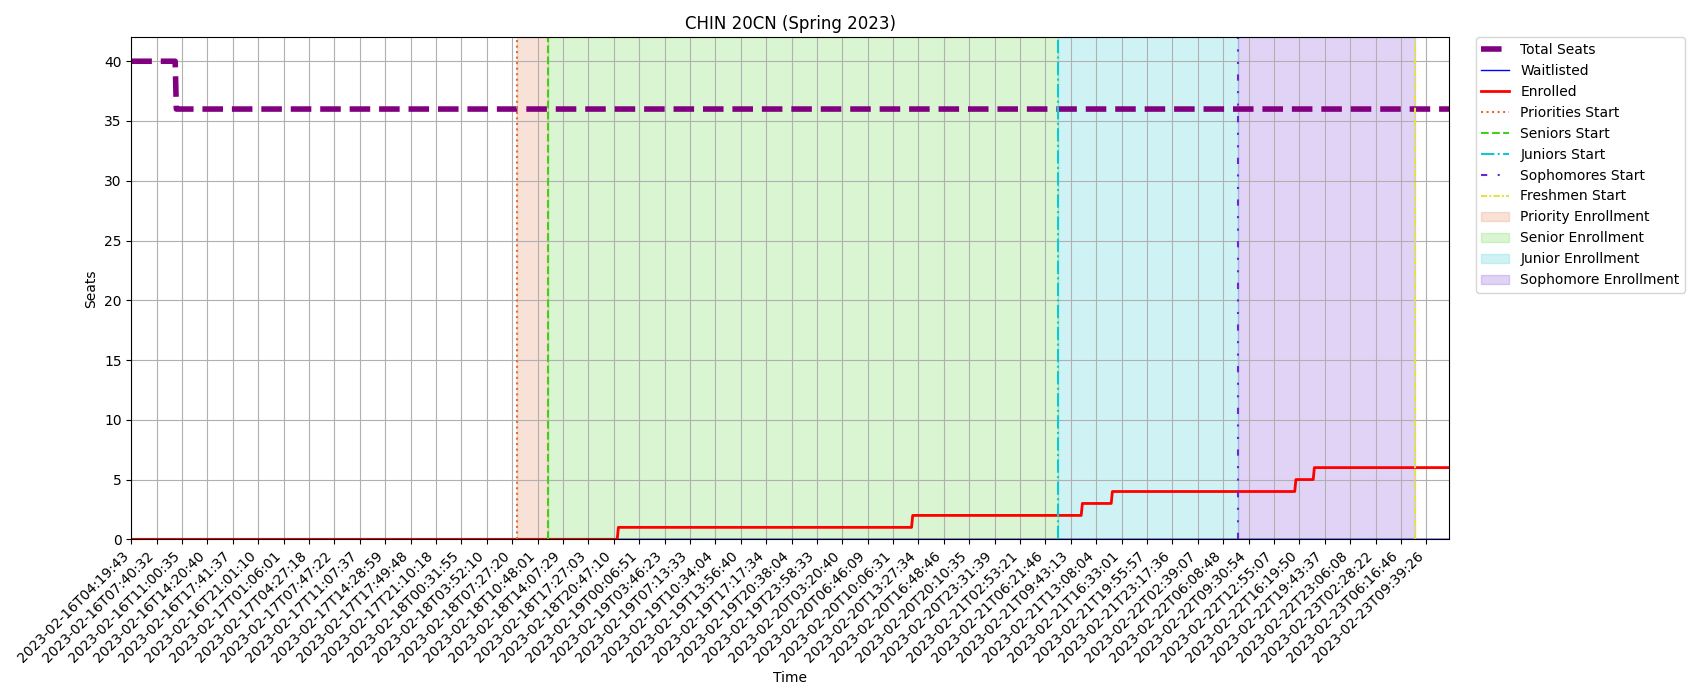 CHIN 20CN (Spring 2023)
Total Seats
Waitlisted
Enrolled
Priorities Start
Seniors Start
Juniors Start
Sophomores Start
Freshmen Start
Priority Enrollment
Senior Enrollment
Junior Enrollment
Sophomore Enrollment
Seats
40
35
30
25
20
15
10
5
0
2023-02-16T04:19:43
2023-02-16T07:40:32
2023-02-16T11:00:35
2023-02-16T14:20:40
2023-02-16T17:41:37
2023-02-16T21:01:10
2023-02-17T01:06:01
2023-02-17T04:27:18
2023-02-17T07:47:22
2023-02-17T11:07:37
2023-02-17T14:28:59
2023-02-17T17:49:48
2023-02-17T21:10:18
2023-02-18T00:31:55
2023-02-18T03:52:10
2023-02-18T07:27:20
2023-02-18T10:48:01
2023-02-18T14:07:29
2023-02-18T17:27:03
2023-02-18T20:47:10
2023-02-19T00:06:51
2023-02-19T03:46:23
2023-02-19T07:13:33
2023-02-19T10:34:04
2023-02-19T13:56:40
2023-02-19T17:17:34
2023-02-19T20:38:04
2023-02-19T23:58:33
2023-02-20T03:20:40
2023-02-20T06:46:09
2023-02-20T10:06:31
2023-02-20T13:27:34
2023-02-20T16:48:46
2023-02-20T20:10:35
2023-02-20T23:31:39
2023-02-21T02:53:21
2023-02-21T06:21:46
2023-02-21T09:43:13
2023-02-21T13:08:04
2023-02-21T16:33:01
2023-02-21T19:55:57
2023-02-21T23:17:36
2023-02-22T02:39:07
2023-02-22T06:08:48
2023-02-22T09:30:54
2023-02-22T12:55:07
2023-02-22T16:19:50
2023-02-22T19:43:37
2023-02-22T23:06:08
2023-02-23T02:28:22
2023-02-23T06:16:46
2023-02-23T09:39:26
Time